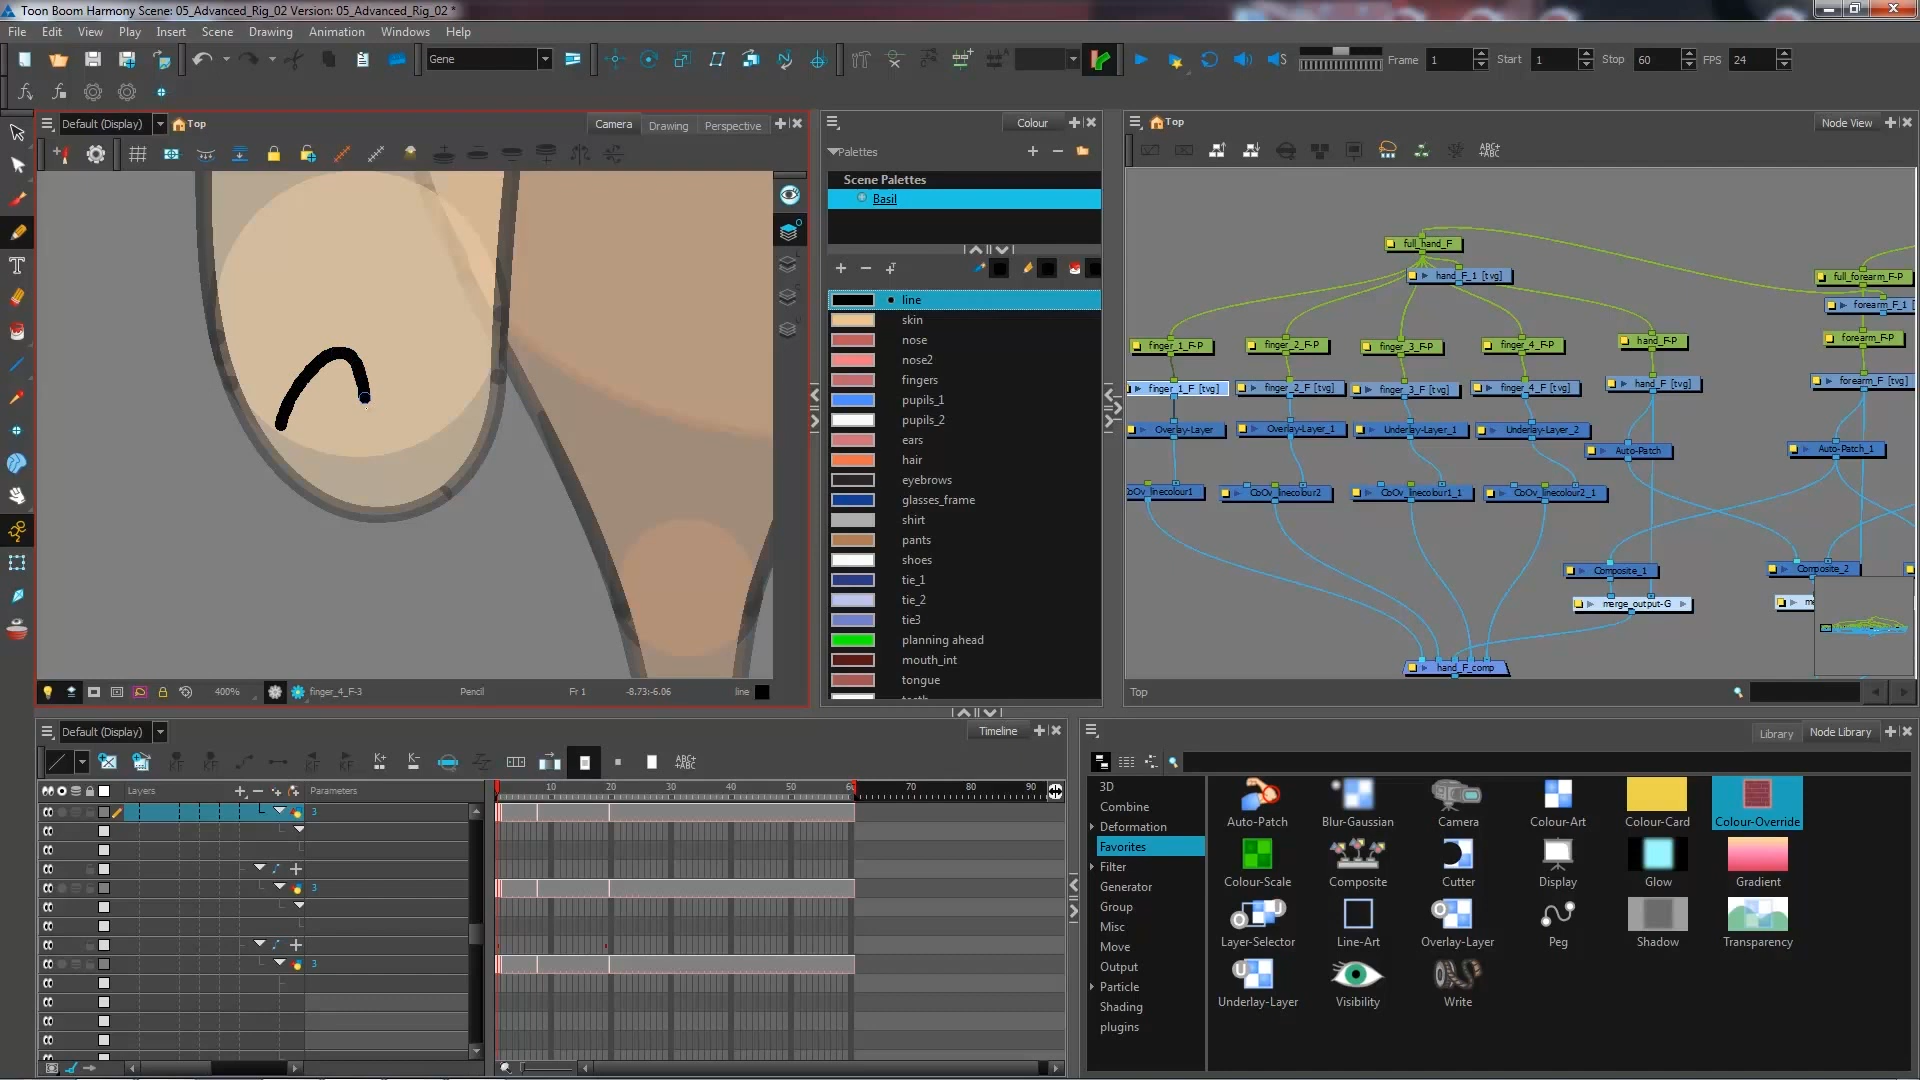 Toon Boom Harmony Scene: 05_Advanced_Rig_02 Version: 05_Advanced_Rig_02 *
File Edit View Play Insert Scene Drawing Animation Windows Help
Gene Frame 1 Start 1 Stop 60 FPS 24
Default (Display) Top Camera Drawing Perspective
Colour
Palettes
Scene Palettes
Basil
line
skin
nose
nose2
fingers
pupils_1
pupils_2
ears
hair
eyebrows
glasses_frame
shirt
pants
shoes
tie_1
tie_2
tie3
planning ahead
mouth_int
tongue
400% finger_4_F-3 Pencil Fr 1 -8.73:-6.06 line
Top Node View
full_hand_F
hand_F_1 [tvg]
full_forearm_F-P
forearm_F_1
finger_1_F-P finger_2_F-P finger_3_F-P finger_4_F-P hand_F-P forearm_F-P
finger_1_F [tvg] finger_2_F [tvg] finger_3_F [tvg] finger_4_F [tvg] hand_F [tvg] forearm_F [tvg]
Overlay-Layer Overlay-Layer_1 Underlay-Layer_1 Underlay-Layer_2 Auto-Patch Auto-Patch_1
CoOv_linecolour1 CoOv_linecolour2 CoOv_linecolour1_1 CoOv_linecolour2_1
Composite_1 Composite_2
merge_output-G
hand_F_comp
Top
Default (Display) Timeline
Layers Parameters
10 20 30 40 50 60 70 80 90
3
3
3
Library Node Library
3D
Combine
Deformation
Favorites
Filter
Generator
Group
Misc
Move
Output
Particle
Shading
plugins
Auto-Patch Blur-Gaussian Camera Colour-Art Colour-Card Colour-Override
Colour-Scale Composite Cutter Display Glow Gradient
Layer-Selector Line-Art Overlay-Layer Peg Shadow Transparency
Underlay-Layer Visibility Write